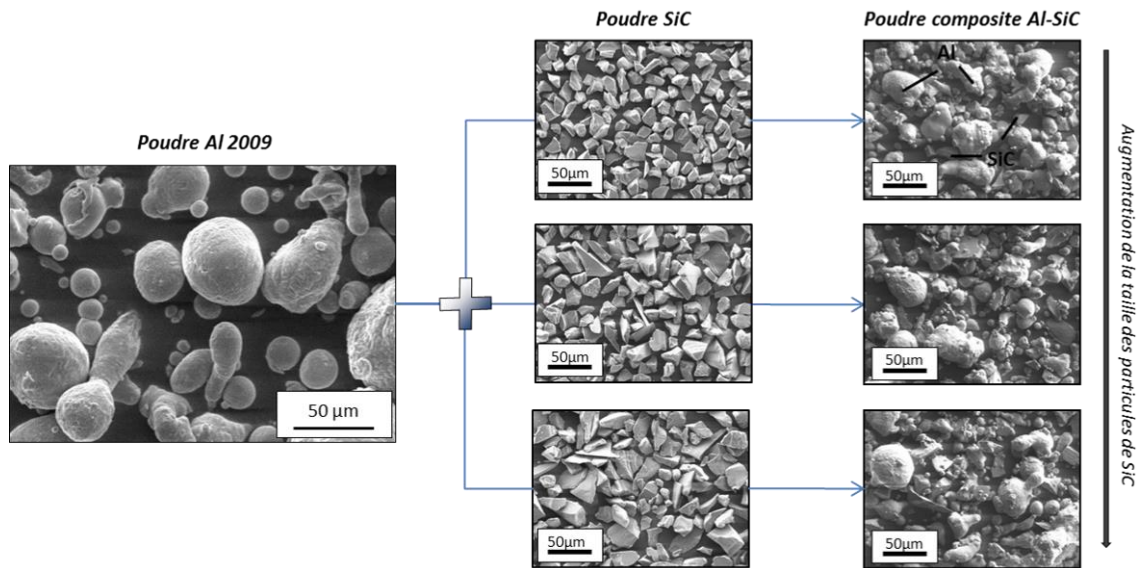 Poudre SiC
Poudre composite Al-SiC
Poudre Al 2009
50 µm
50µm
50µm
50µm
Al
SiC
50µm
50µm
50µm
Augmentation de la taille des particules de SiC